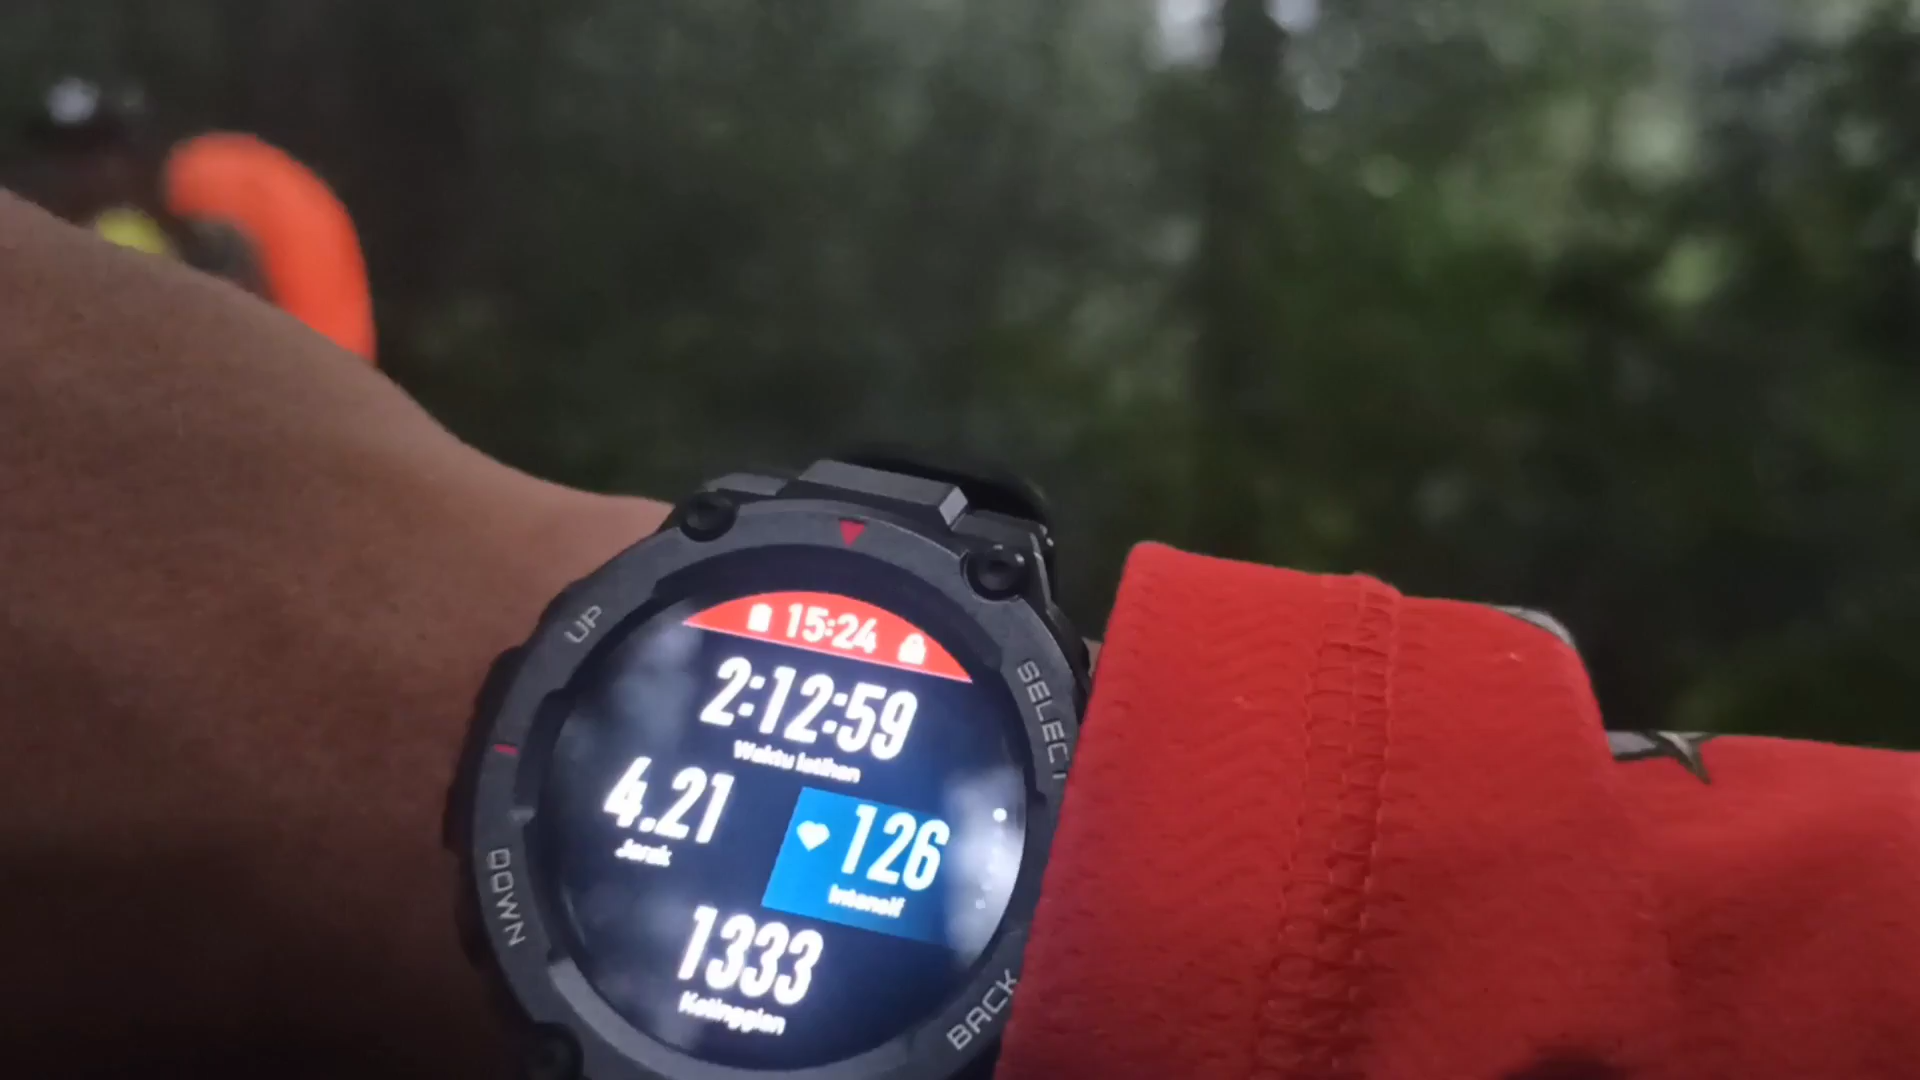 UP
SELECT
15:24
2:12:59
Waktu latihan
4.21
Jarak
126
Intensif
1333
Ketinggian
DOWN
BACK